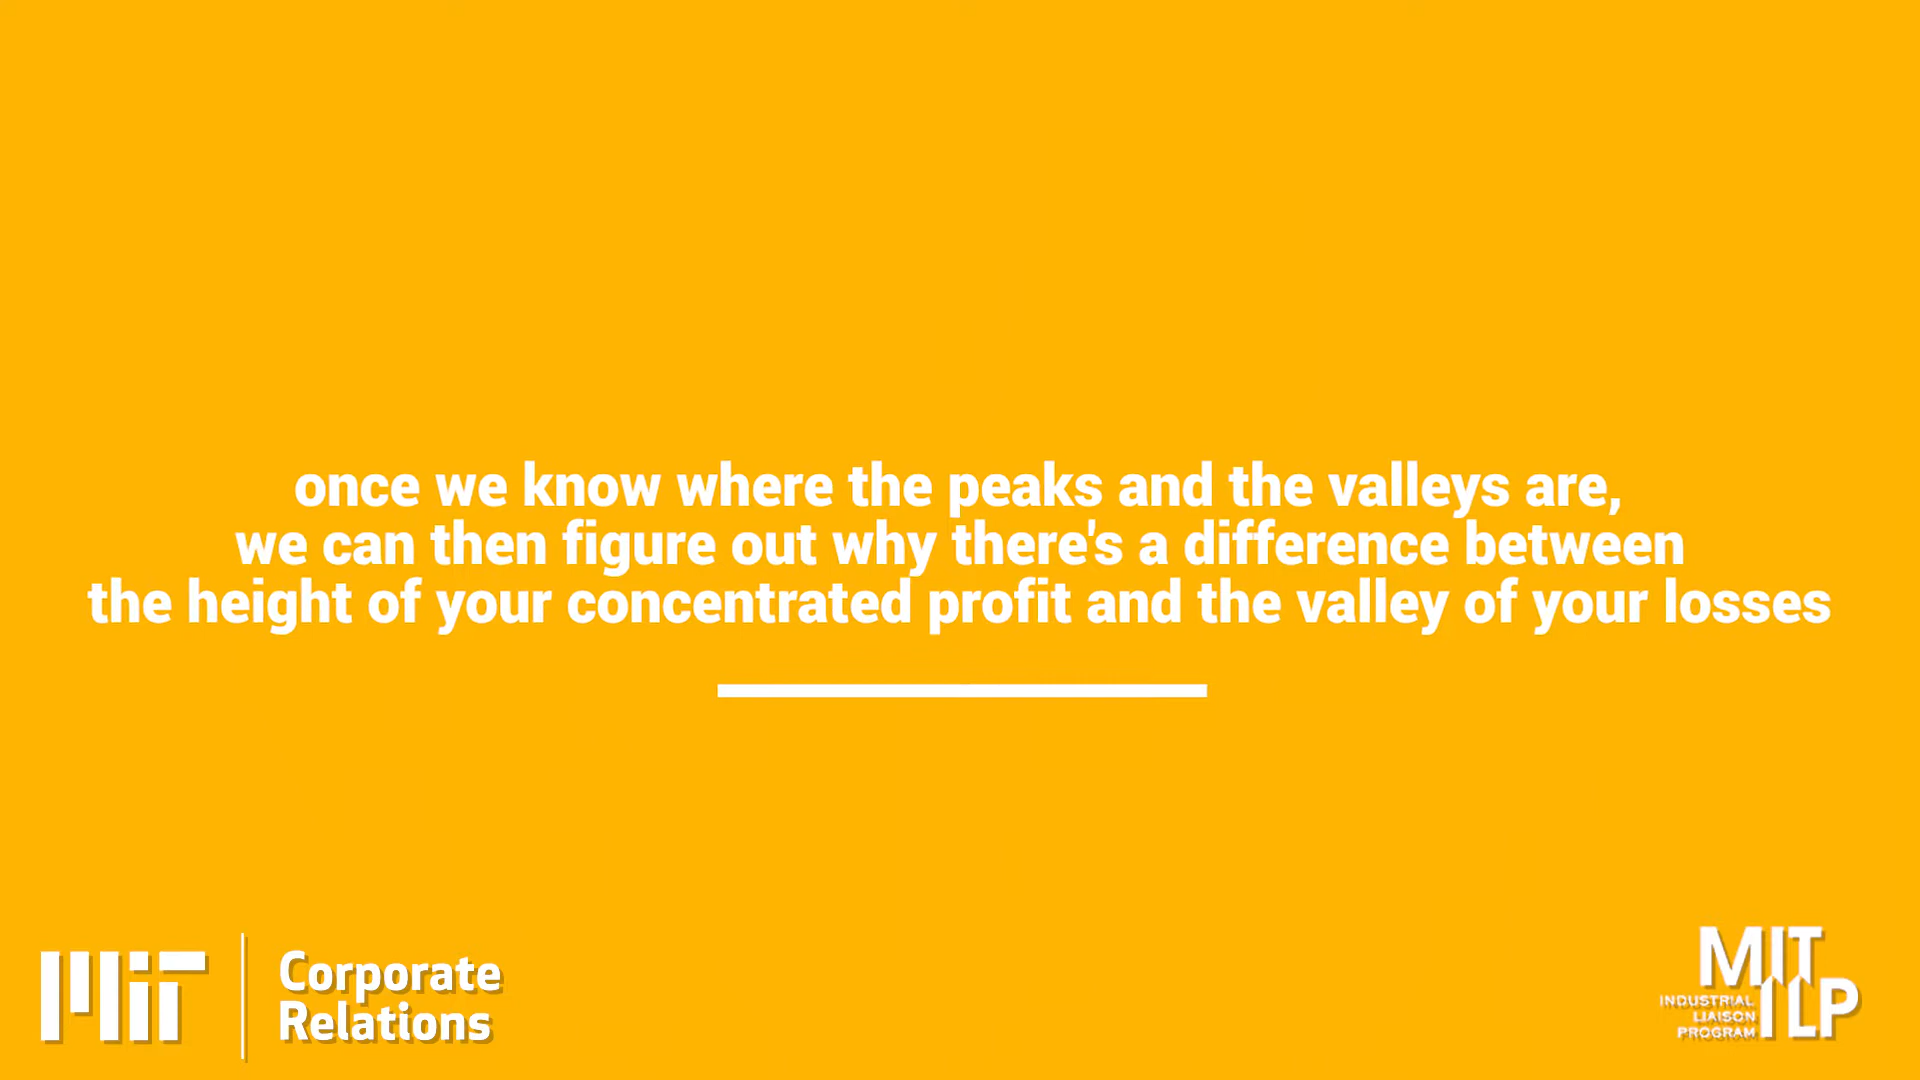 once we know where the peaks and the valleys are,
we can then figure out why there's a difference between
the height of your concentrated profit and the valley of your losses
MIT
Corporate
Relations
MIT
ILP
INDUSTRIAL
LIAISON
PROGRAM